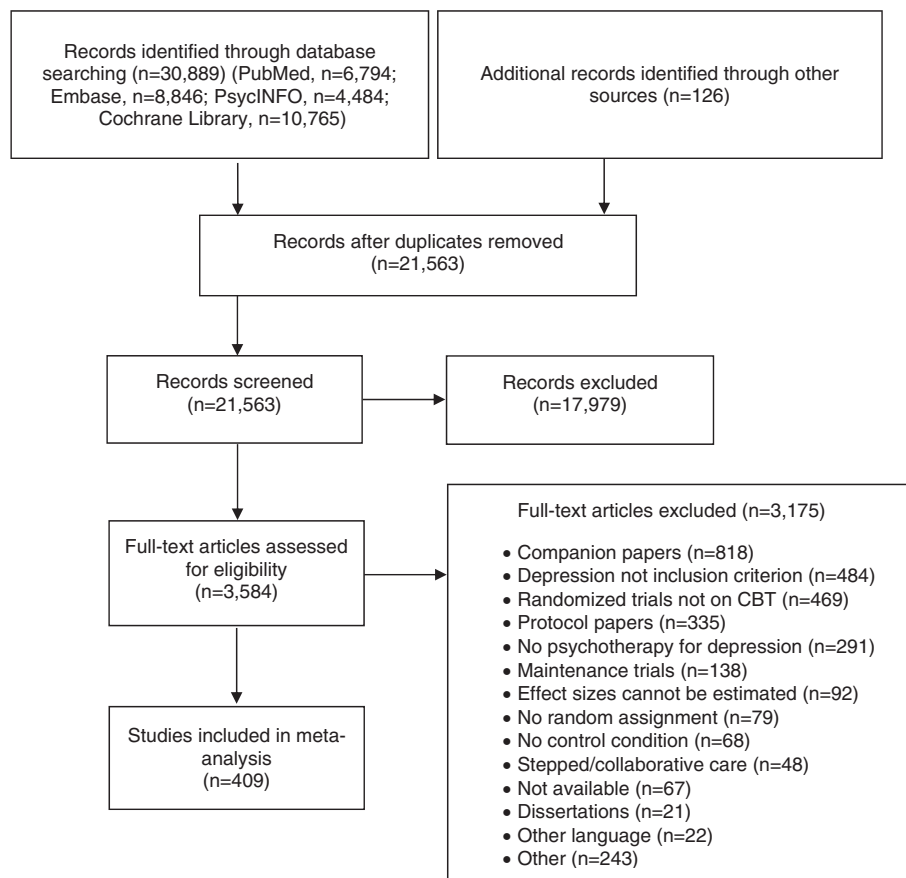 Records identified through database
searching (n=30,889) (PubMed, n=6,794;
Embase, n=8,846; PsycINFO, n=4,484;
Cochrane Library, n=10,765)
Additional records identified through other
sources (n=126)
Records after duplicates removed
(n=21,563)
Records screened
(n=21,563)
Records excluded
(n=17,979)
Full-text articles assessed
for eligibility
(n=3,584)
Full-text articles excluded (n=3,175)
• Companion papers (n=818)
• Depression not inclusion criterion (n=484)
• Randomized trials not on CBT (n=469)
• Protocol papers (n=335)
• No psychotherapy for depression (n=291)
• Maintenance trials (n=138)
• Effect sizes cannot be estimated (n=92)
• No random assignment (n=79)
• No control condition (n=68)
• Stepped/collaborative care (n=48)
• Not available (n=67)
• Dissertations (n=21)
• Other language (n=22)
• Other (n=243)
Studies included in meta-
analysis
(n=409)